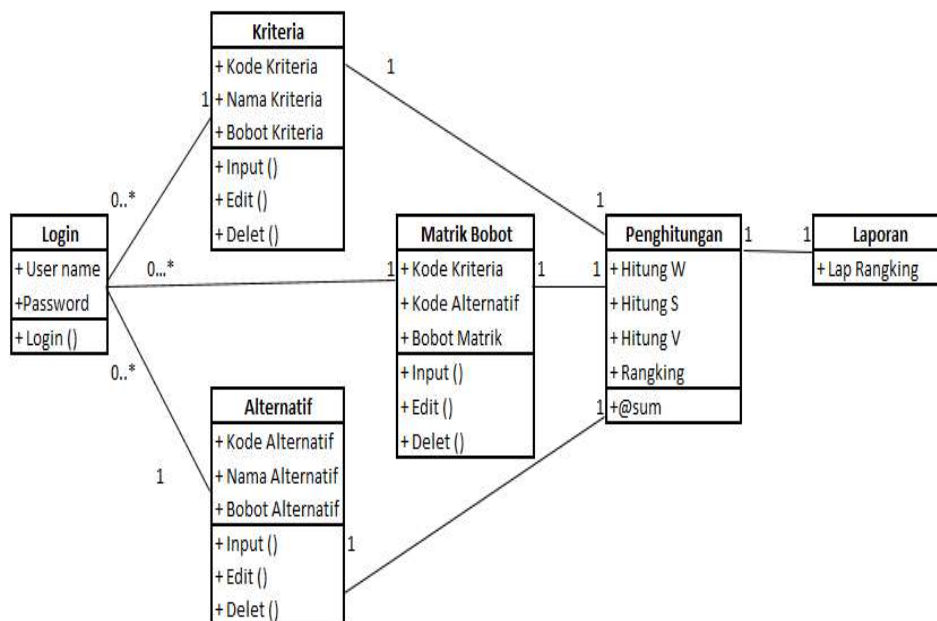 Kriteria
+ Kode Kriteria
+ Nama Kriteria
+ Bobot Kriteria
+ Input ()
+ Edit ()
+ Delet ()
1
0..*
1
1
Login
+ User name
+Password
+ Login ()
0...*
1
0..*
1
Matrik Bobot
+ Kode Kriteria
+ Kode Alternatif
+ Bobot Matrik
+ Input ()
+ Edit ()
+ Delet ()
1
1
Penghitungan
+ Hitung W
+ Hitung S
+ Hitung V
+ Rangking
+@sum
1
1
Laporan
+ Lap Rangking
Alternatif
+ Kode Alternatif
+ Nama Alternatif
+ Bobot Alternatif
+ Input ()
+ Edit ()
+ Delet ()
1
1